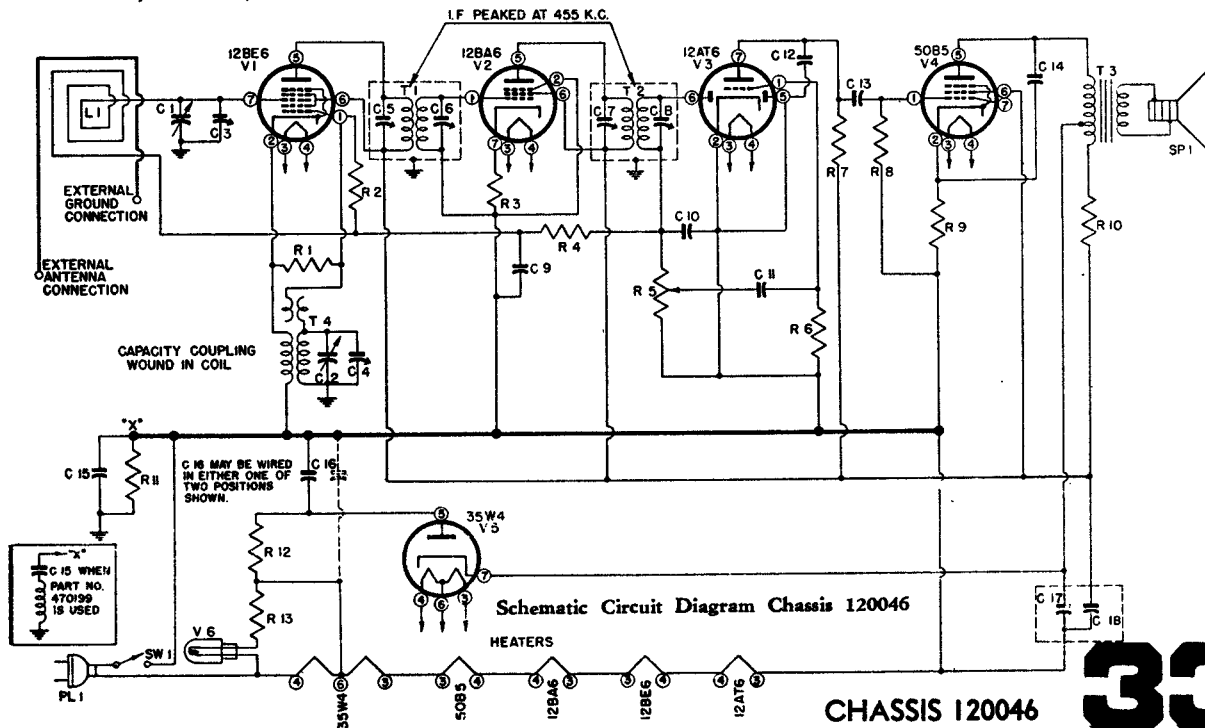 I.F PEAKED AT 455 K.C.
12BE6
V1
12BA6
V2
12AT6
V3
50B5
V4
L1
C1
C3
T1
C5
C6
T2
C7
C8
C12
C13
C14
T3
SP1
EXTERNAL
GROUND
CONNECTION
EXTERNAL
ANTENNA
CONNECTION
R1
R2
R3
R4
C9
C10
C11
R5
R6
R7
R8
R9
R10
T4
C2
C4
CAPACITY COUPLING
WOUND IN COIL
"X"
C15
R11
C16 MAY BE WIRED
IN EITHER ONE OF
TWO POSITIONS
SHOWN.
C16
35W4
V5
R12
R13
"X"
C15 WHEN
PART NO.
470199
IS USED
V6
SW1
PL1
Schematic Circuit Diagram Chassis 120046
HEATERS
35W4
50B5
12BA6
12BE6
12AT6
C17
C18
CHASSIS 120046
33